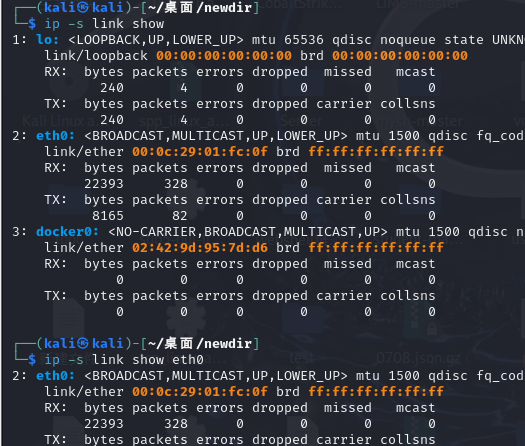 ┌──(kali㉿kali)-[~/桌面/newdir]
└─$ ip -s link show
1: lo: <LOOPBACK,UP,LOWER_UP> mtu 65536 qdisc noqueue state UNKN
link/loopback 00:00:00:00:00:00 brd 00:00:00:00:00:00
RX: bytes packets errors dropped missed mcast
240 4 0 0 0 0
TX: bytes packets errors dropped carrier collsns
240 4 0 0 0 0
2: eth0: <BROADCAST,MULTICAST,UP,LOWER_UP> mtu 1500 qdisc fq_cod
link/ether 00:0c:29:01:fc:0f brd ff:ff:ff:ff:ff:ff
RX: bytes packets errors dropped missed mcast
22393 328 0 0 0 0
TX: bytes packets errors dropped carrier collsns
8165 82 0 0 0 0
3: docker0: <NO-CARRIER,BROADCAST,MULTICAST,UP> mtu 1500 qdisc n
link/ether 02:42:9d:95:7d:d6 brd ff:ff:ff:ff:ff:ff
RX: bytes packets errors dropped missed mcast
0 0 0 0 0 0
TX: bytes packets errors dropped carrier collsns
0 0 0 0 0 0
┌──(kali㉿kali)-[~/桌面/newdir]
└─$ ip -s link show eth0
2: eth0: <BROADCAST,MULTICAST,UP,LOWER_UP> mtu 1500 qdisc fq_cod
link/ether 00:0c:29:01:fc:0f brd ff:ff:ff:ff:ff:ff
RX: bytes packets errors dropped missed mcast
22393 328 0 0 0 0
TX: bytes packets errors dropped carrier collsns